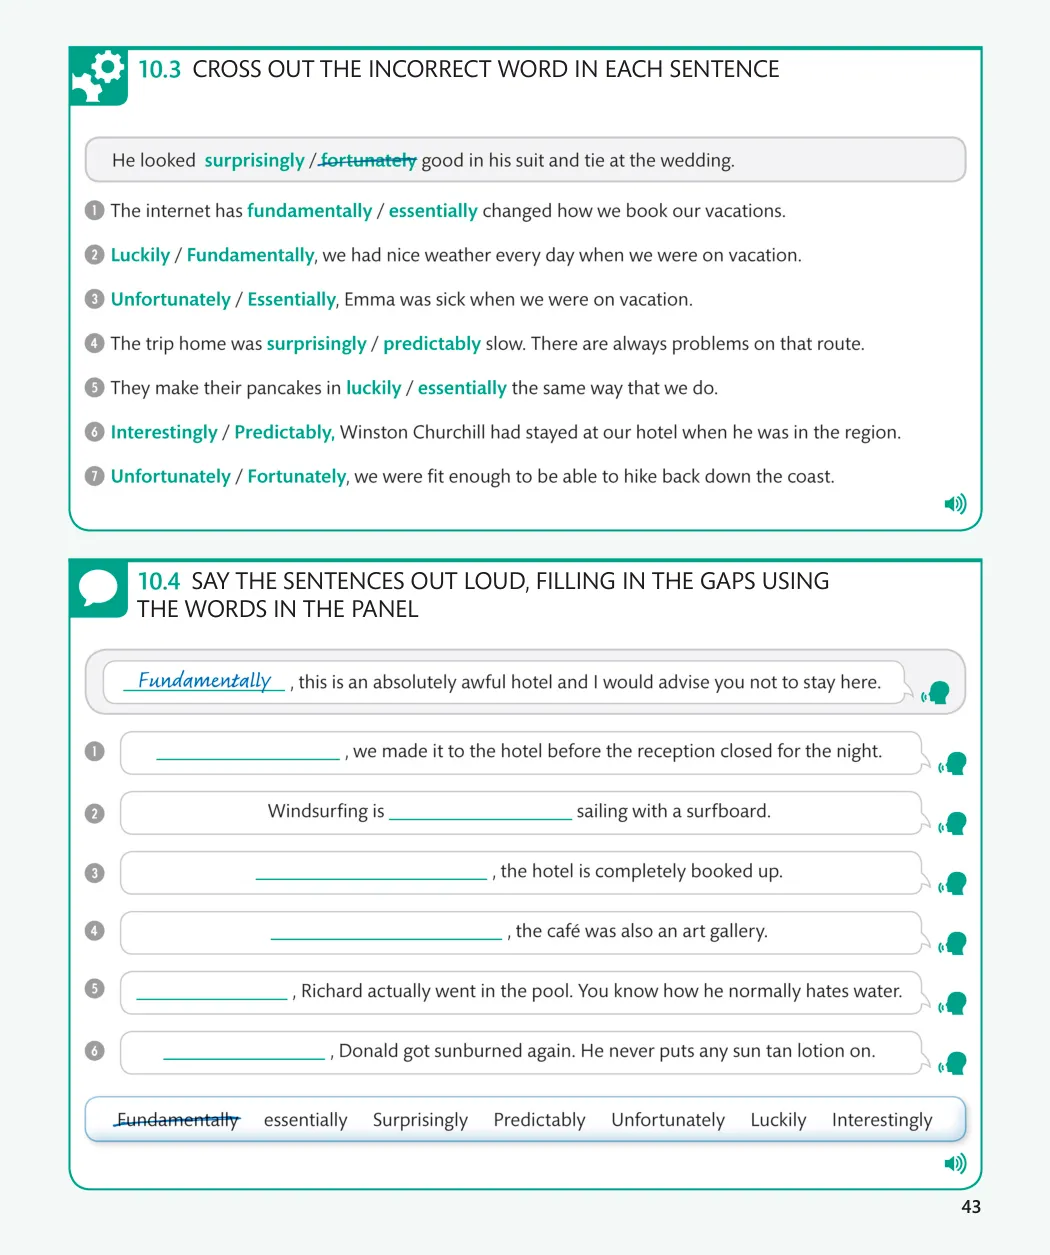 10.3 CROSS OUT THE INCORRECT WORD IN EACH SENTENCE
He looked surprisingly / fortunately good in his suit and tie at the wedding.
1 The internet has fundamentally / essentially changed how we book our vacations.
2 Luckily / Fundamentally, we had nice weather every day when we were on vacation.
3 Unfortunately / Essentially, Emma was sick when we were on vacation.
4 The trip home was surprisingly / predictably slow. There are always problems on that route.
5 They make their pancakes in luckily / essentially the same way that we do.
6 Interestingly / Predictably, Winston Churchill had stayed at our hotel when he was in the region.
7 Unfortunately / Fortunately, we were fit enough to be able to hike back down the coast.
10.4 SAY THE SENTENCES OUT LOUD, FILLING IN THE GAPS USING
THE WORDS IN THE PANEL
Fundamentally , this is an absolutely awful hotel and I would advise you not to stay here.
1 , we made it to the hotel before the reception closed for the night.
2 Windsurfing is sailing with a surfboard.
3 , the hotel is completely booked up.
4 , the café was also an art gallery.
5 , Richard actually went in the pool. You know how he normally hates water.
6 , Donald got sunburned again. He never puts any sun tan lotion on.
Fundamentally essentially Surprisingly Predictably Unfortunately Luckily Interestingly
43